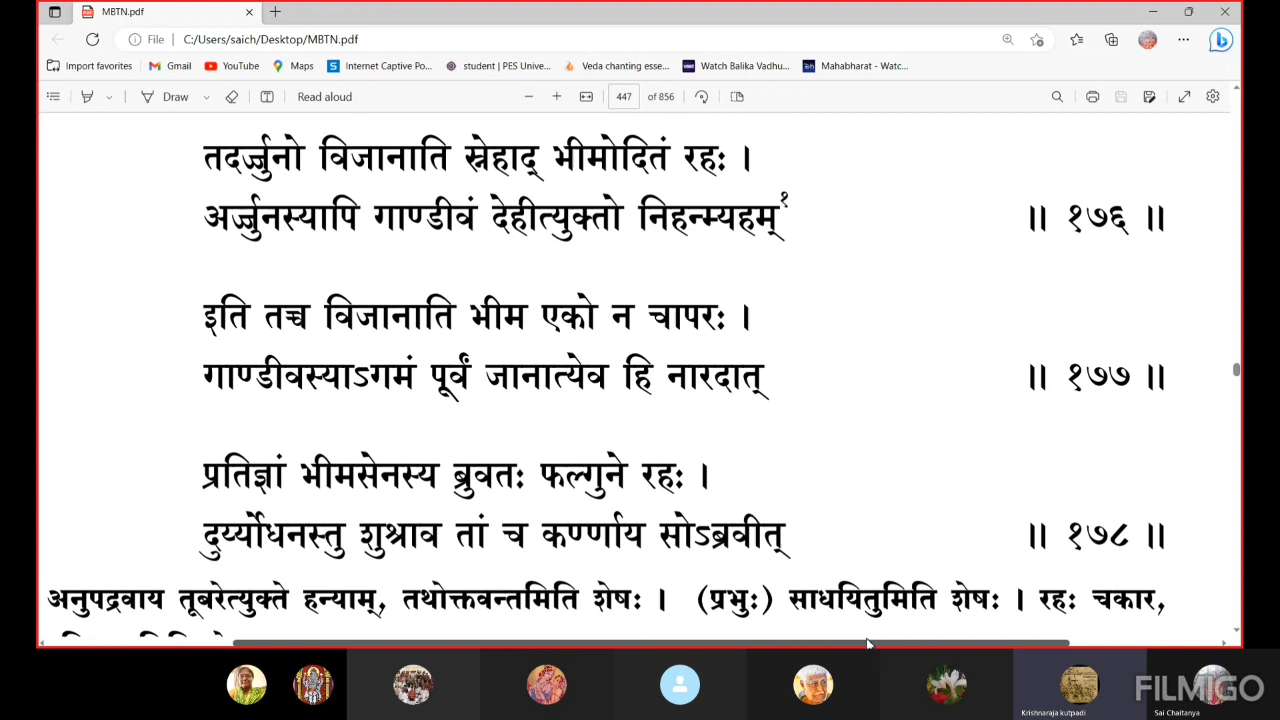 MBTN.pdf
File C:/Users/saich/Desktop/MBTN.pdf
Import favorites Gmail YouTube Maps Internet Captive Po... student | PES Unive... Veda chanting esse... Watch Balika Vadhu... Mahabharat - Watc...
Draw Read aloud 447 of 856
तदर्ज्जुनो विजानाति स्नेहाद् भीमोदितं रहः ।
अर्ज्जुनस्यापि गाण्डीवं देहीत्युक्तो निहन्म्यहम्१ ॥ १७६ ॥
इति तच्च विजानाति भीम एको न चापरः ।
गाण्डीवस्याऽगमं पूर्वं जानात्येव हि नारदात् ॥ १७७ ॥
प्रतिज्ञां भीमसेनस्य ब्रुवतः फल्गुने रहः ।
दुर्य्योधनस्तु शुश्राव तां च कर्ण्णाय सोऽब्रवीत् ॥ १७८ ॥
अनुपद्रवाय तूबरेत्युक्ते हन्याम्, तथोक्तवन्तमिति शेषः । (प्रभुः) साधयितुमिति शेषः । रहः चकार,
Krishnaraja kutpadi Sai Chaitanya
FILMIGO